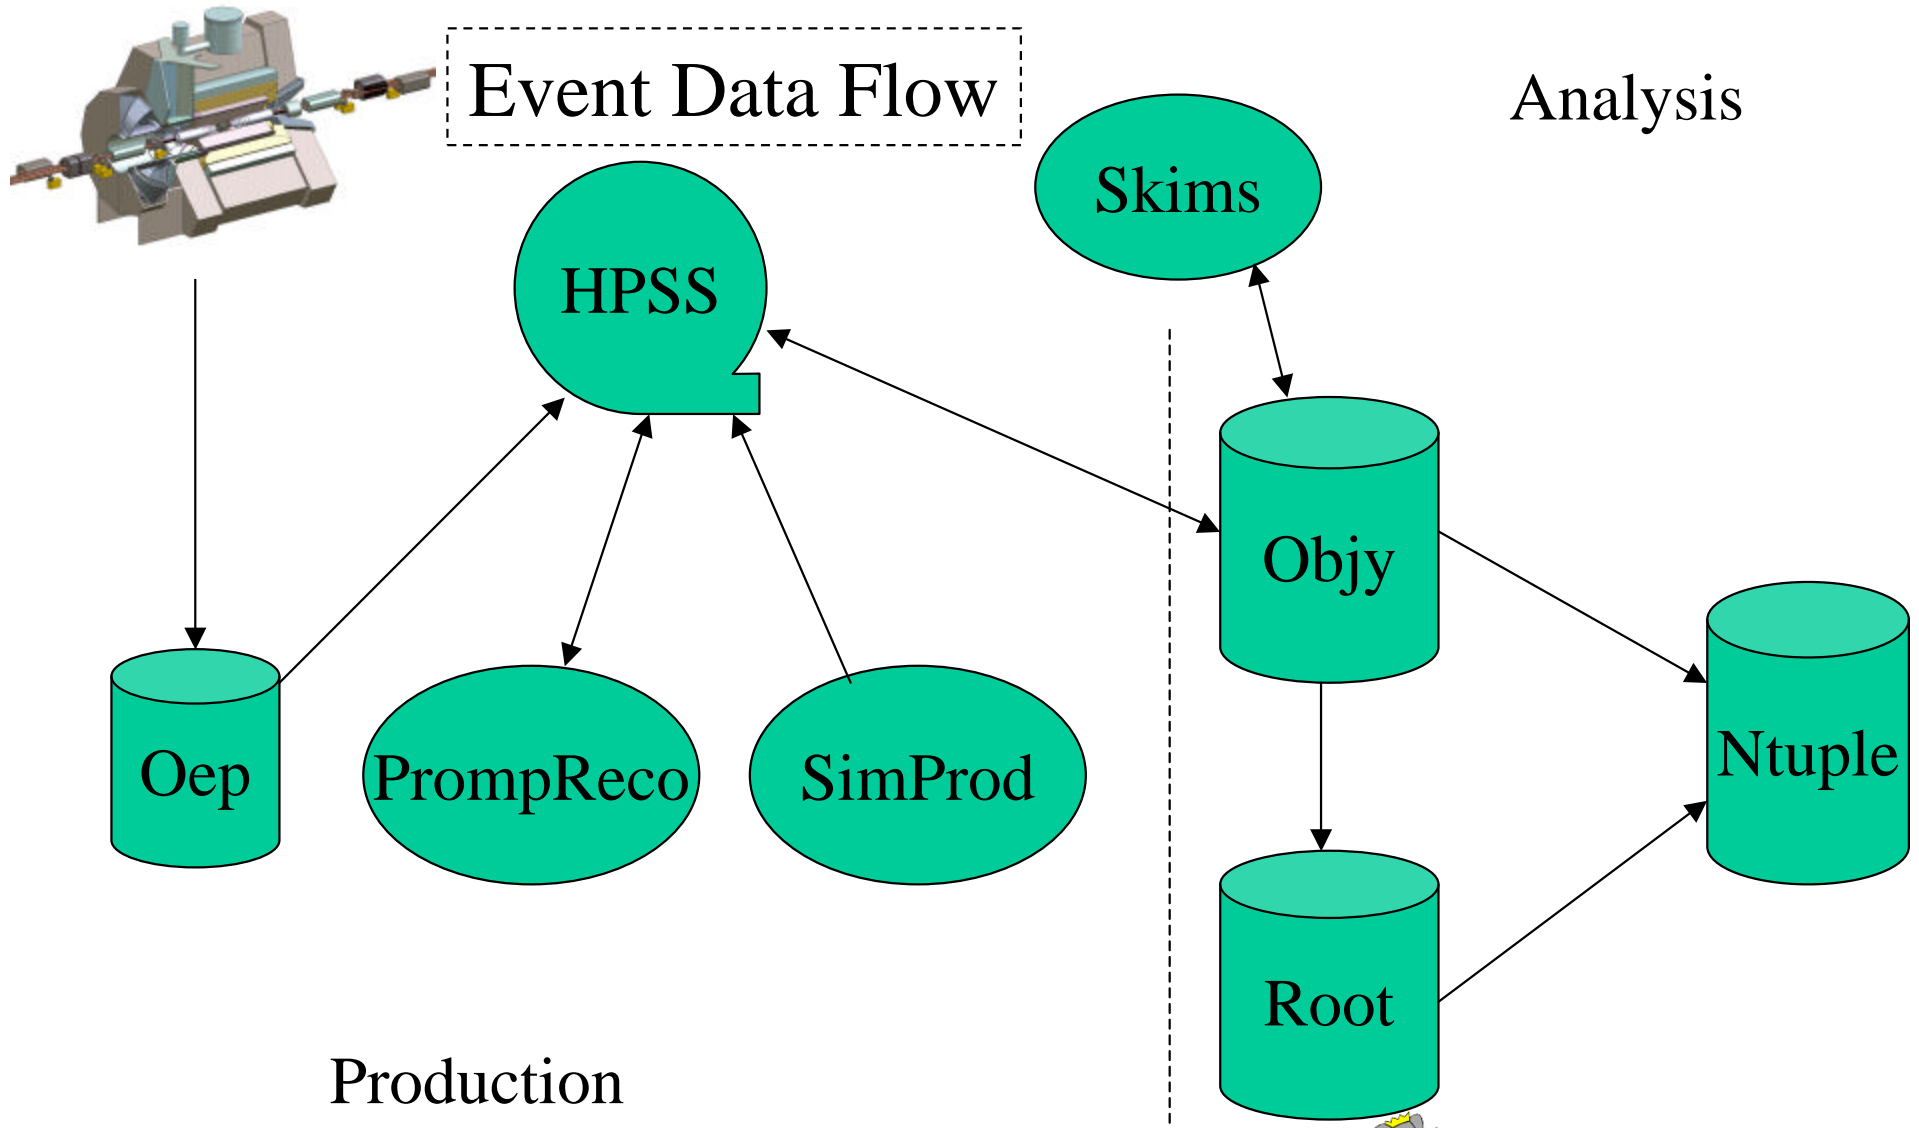 Event Data Flow
Analysis
Skims
HPSS
Objy
Ntuple
Oep
PrompReco
SimProd
Root
Production